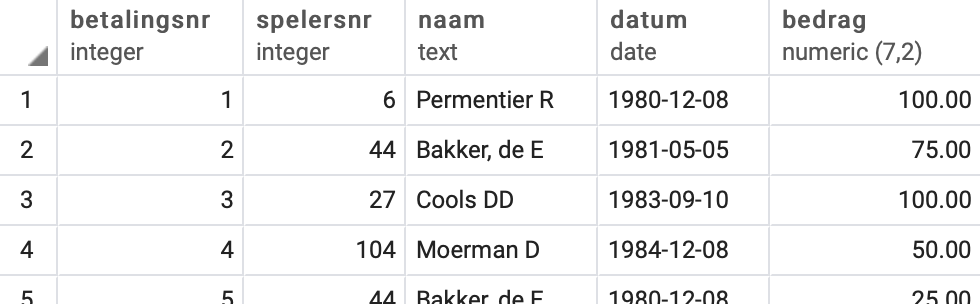 betalingsnr spelersnr naam datum bedrag
integer integer text date numeric (7,2)
1 1 6 Permentier R 1980-12-08 100.00
2 2 44 Bakker, de E 1981-05-05 75.00
3 3 27 Cools DD 1983-09-10 100.00
4 4 104 Moerman D 1984-12-08 50.00
5 5 44 Bakker, de E 1980-12-08 25.00